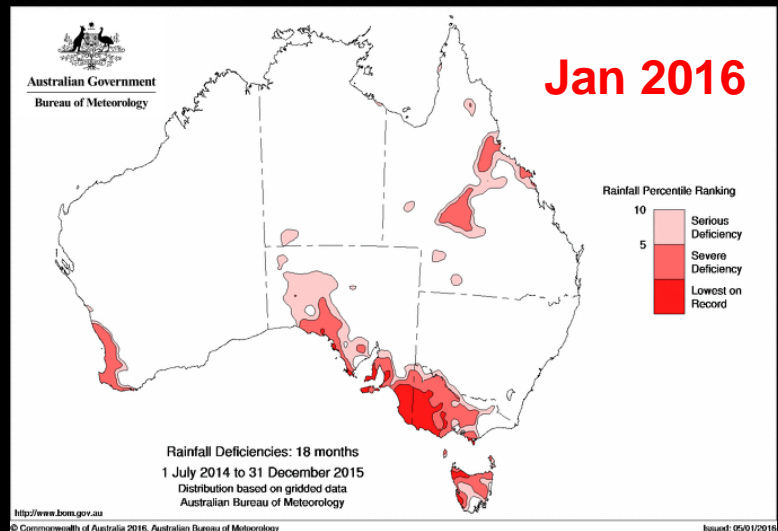 Australian Government
Bureau of Meteorology
Jan 2016
Rainfall Percentile Ranking
10
Serious
Deficiency
5
Severe
Deficiency
Lowest on
Record
Rainfall Deficiencies: 18 months
1 July 2014 to 31 December 2015
Distribution based on gridded data
Australian Bureau of Meteorology
http://www.bom.gov.au
© Commonwealth of Australia 2016, Australian Bureau of Meteorology
Issued: 05/01/2016